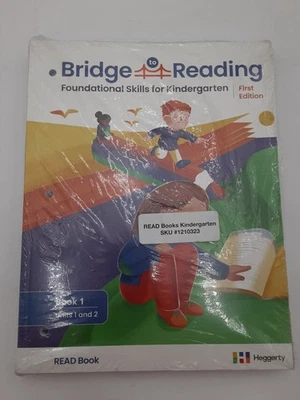 Bridge to Reading
Foundational Skills for Kindergarten
First
Edition
READ Books Kindergarten
SKU #1210323
Book 1
Units 1 and 2
READ Book
Heggerty